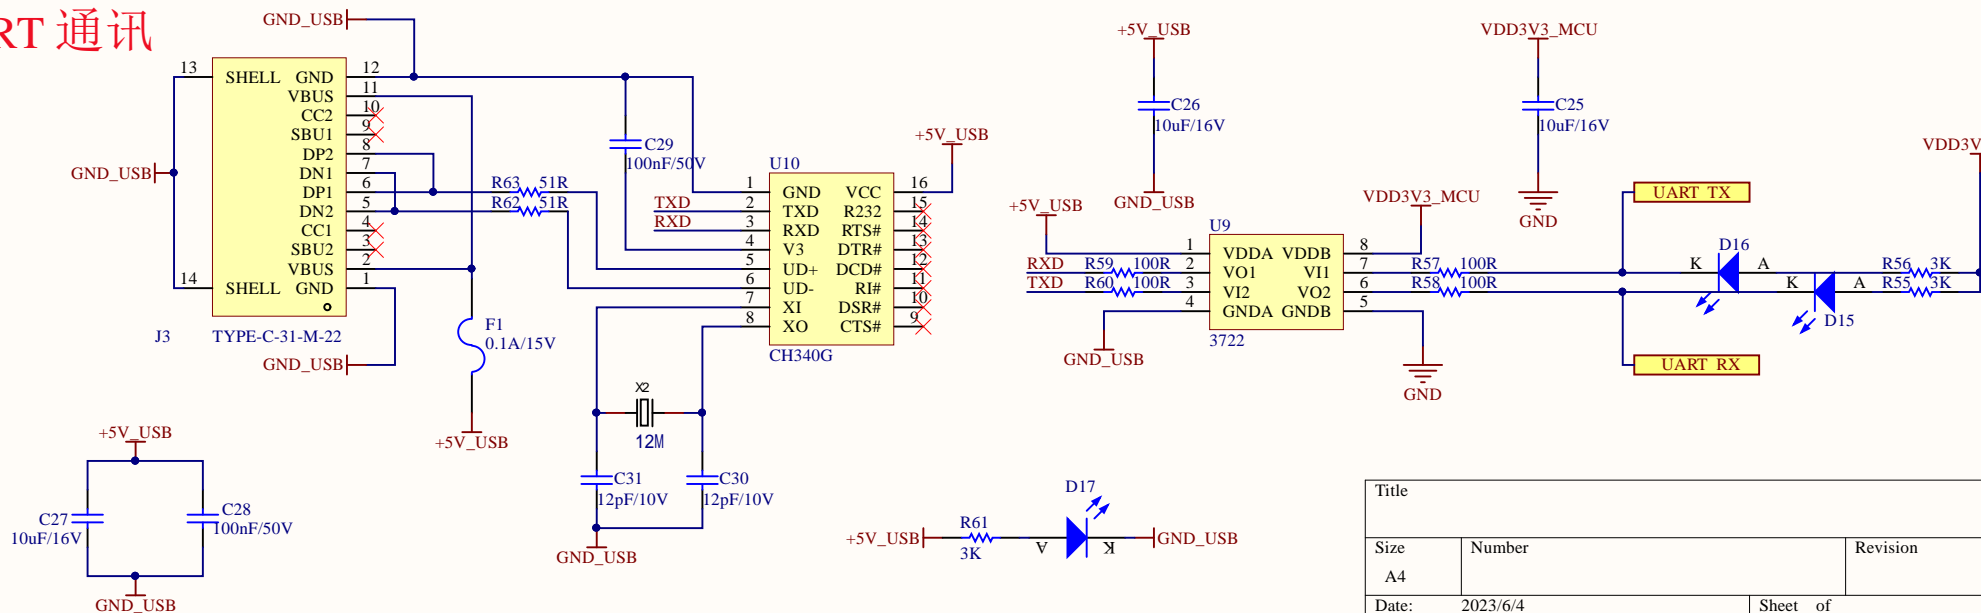 RT 通讯
GND_USB
13
SHELL GND
12
VBUS
11
CC2
10
SBU1
9
DP2
8
DN1
7
DP1
6
DN2
5
CC1
4
SBU2
3
VBUS
2
14
SHELL GND
1
GND_USB
J3
TYPE-C-31-M-22
GND_USB
F1
0.1A/15V
+5V_USB
R63 51R
R62 51R
C29
100nF/50V
TXD
RXD
U10
1 GND VCC 16
2 TXD R232 15
3 RXD RTS# 14
4 V3 DTR# 13
5 UD+ DCD# 12
6 UD- RI# 11
7 XI DSR# 10
8 XO CTS# 9
CH340G
+5V_USB
X2
12M
C31
12pF/10V
C30
12pF/10V
GND_USB
+5V_USB
C27
10uF/16V
C28
100nF/50V
GND_USB
+5V_USB
R61
3K
D17
A K
GND_USB
+5V_USB
C26
10uF/16V
GND_USB
VDD3V3_MCU
C25
10uF/16V
GND
+5V_USB
VDD3V3_MCU
U9
1 VDDA VDDB 8
RXD R59 100R 2 VO1 VI1 7 R57 100R
TXD R60 100R 3 VI2 VO2 6 R58 100R
4 GNDA GNDB 5
3722
GND_USB
GND
UART TX
UART RX
K D16 A
K D15 A
R56 3K
R55 3K
VDD3V
Title
Size
A4
Number
Revision
Date: 2023/6/4
Sheet of